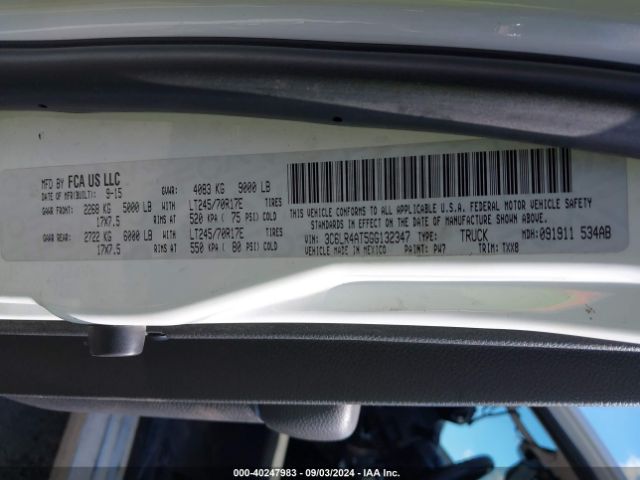 MFD BY FCA US LLC
DATE OF MFR(BUILT): 9-15
GVWR: 4083 KG 9000 LB
GAWR FRONT: 2268 KG 5000 LB WITH LT245/70R17E TIRES
17X7.5 RIMS AT 520 KPA ( 75 PSI) COLD
GAWR REAR: 2722 KG 6000 LB WITH LT245/70R17E TIRES
17X7.5 RIMS AT 550 KPA ( 80 PSI) COLD
THIS VEHICLE CONFORMS TO ALL APPLICABLE U.S.A. FEDERAL MOTOR VEHICLE SAFETY
STANDARDS IN EFFECT ON THE DATE OF MANUFACTURE SHOWN ABOVE.
VIN: 3C6LR4AT5GG132347 TYPE: TRUCK MDH: 091911 534AB
VEHICLE MADE IN MEXICO PAINT: PW7 TRIM: TXX8
000-40247983 - 09/03/2024 - IAA Inc.